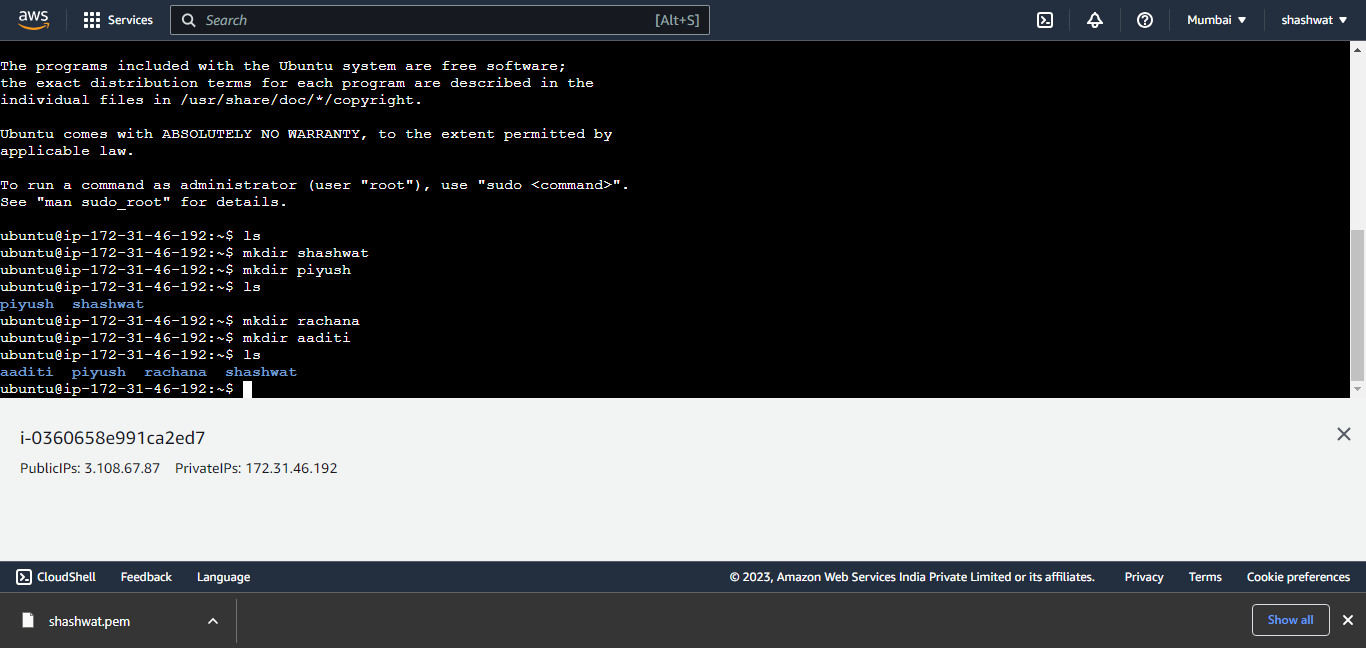 aws Services Search [Alt+S] Mumbai shashwat
The programs included with the Ubuntu system are free software;
the exact distribution terms for each program are described in the
individual files in /usr/share/doc/*/copyright.
Ubuntu comes with ABSOLUTELY NO WARRANTY, to the extent permitted by
applicable law.
To run a command as administrator (user "root"), use "sudo <command>".
See "man sudo_root" for details.
ubuntu@ip-172-31-46-192:~$ ls
ubuntu@ip-172-31-46-192:~$ mkdir shashwat
ubuntu@ip-172-31-46-192:~$ mkdir piyush
ubuntu@ip-172-31-46-192:~$ ls
piyush  shashwat
ubuntu@ip-172-31-46-192:~$ mkdir rachana
ubuntu@ip-172-31-46-192:~$ mkdir aaditi
ubuntu@ip-172-31-46-192:~$ ls
aaditi  piyush  rachana  shashwat
ubuntu@ip-172-31-46-192:~$
i-0360658e991ca2ed7
PublicIPs: 3.108.67.87 PrivateIPs: 172.31.46.192
CloudShell Feedback Language © 2023, Amazon Web Services India Private Limited or its affiliates. Privacy Terms Cookie preferences
shashwat.pem Show all